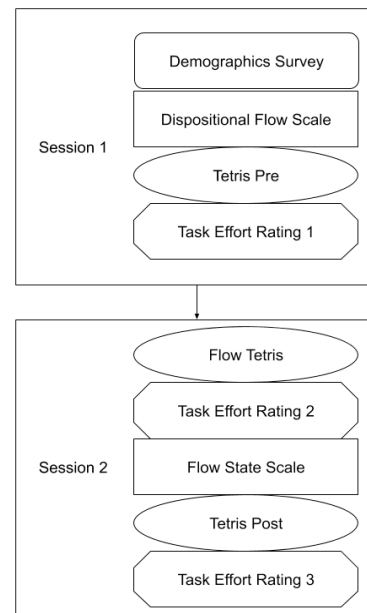 Demographics Survey
Dispositional Flow Scale
Session 1
Tetris Pre
Task Effort Rating 1
Flow Tetris
Task Effort Rating 2
Session 2
Flow State Scale
Tetris Post
Task Effort Rating 3